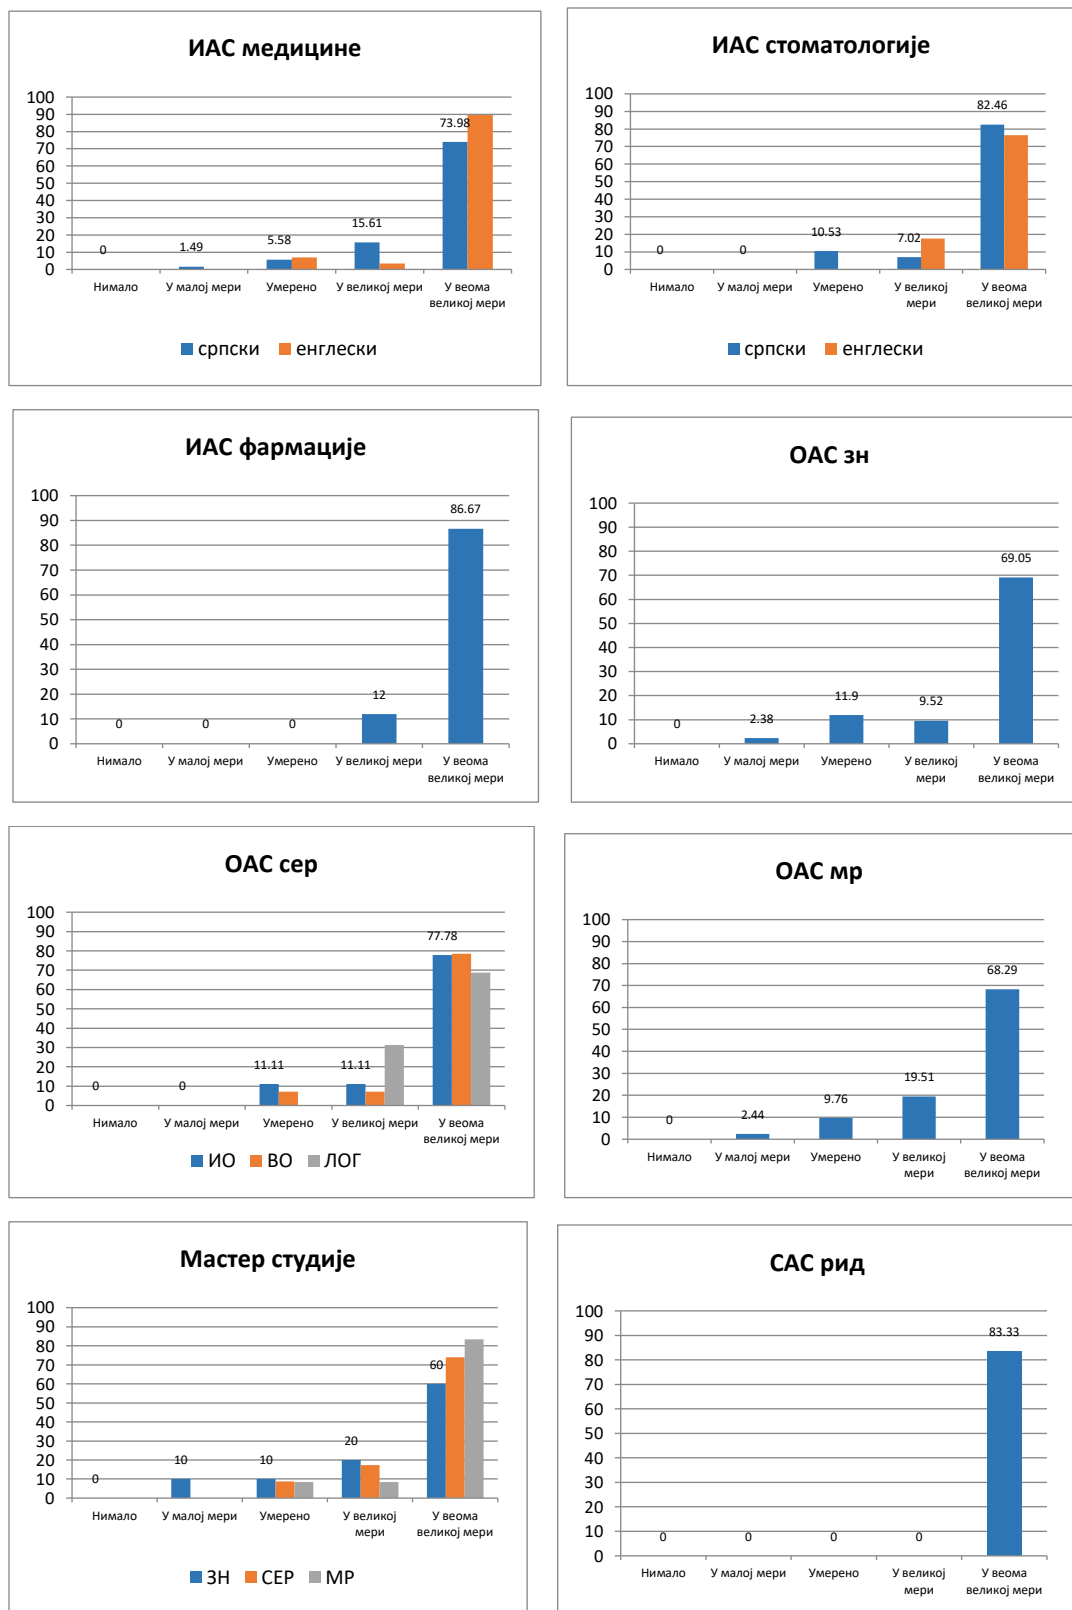 ИАС медицине
100
90
80
70
60
50
40
30
20
10
0
0
1.49
5.58
15.61
73.98
Нимало
У малој мери
Умерено
У великој мери
У веома
великој мери
српски
енглески
ИАС стоматологије
100
90
80
70
60
50
40
30
20
10
0
0
0
10.53
7.02
82.46
Нимало
У малој мери
Умерено
У великој
мери
У веома
великој мери
српски
енглески
ИАС фармације
100
90
80
70
60
50
40
30
20
10
0
0
0
0
12
86.67
Нимало
У малој мери
Умерено
У великој мери
У веома
великој мери
ОАС зн
100
90
80
70
60
50
40
30
20
10
0
0
2.38
11.9
9.52
69.05
Нимало
У малој мери
Умерено
У великој
мери
У веома
великој мери
ОАС сер
100
90
80
70
60
50
40
30
20
10
0
0
0
11.11
11.11
77.78
Нимало
У малој мери
Умерено
У великој мери
У веома
великој мери
ИО
ВО
ЛОГ
ОАС мр
100
90
80
70
60
50
40
30
20
10
0
0
2.44
9.76
19.51
68.29
Нимало
У малој мери
Умерено
У великој
мери
У веома
великој мери
Мастер студије
100
90
80
70
60
50
40
30
20
10
0
0
10
10
20
60
Нимало
У малој мери
Умерено
У великој
мери
У веома
великој мери
ЗН
СЕР
МР
САС рид
100
90
80
70
60
50
40
30
20
10
0
0
0
0
0
83.33
Нимало
У малој мери
Умерено
У великој
мери
У веома
великој мери